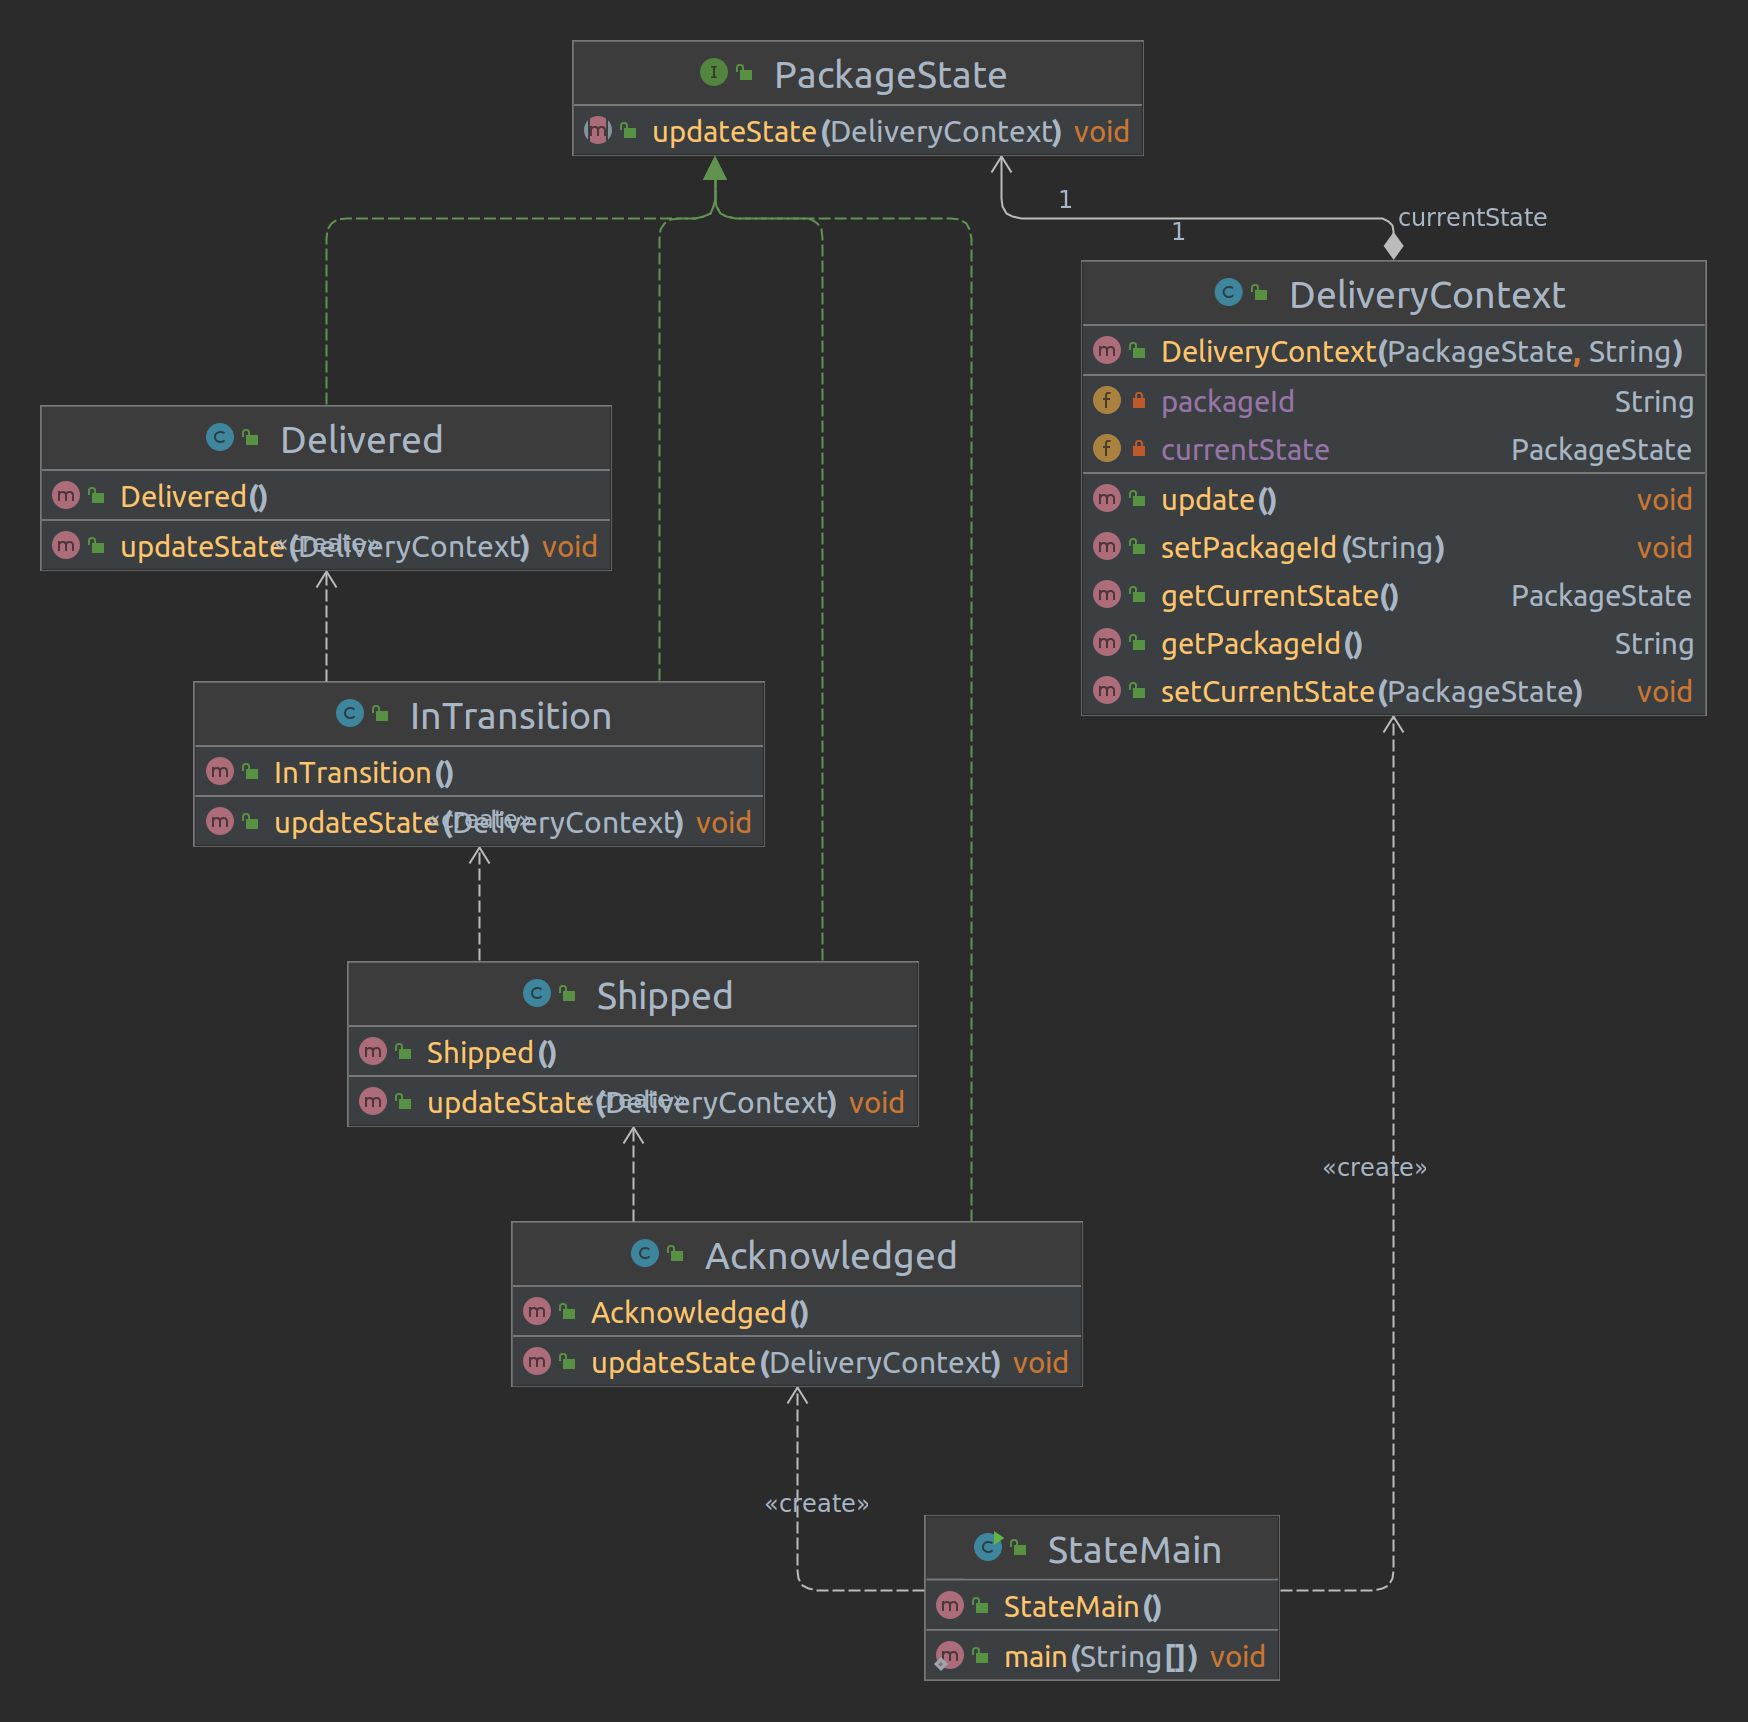 PackageState
updateState(DeliveryContext) void
1
1
currentState
DeliveryContext
DeliveryContext(PackageState, String)
packageId String
currentState PackageState
update() void
setPackageId(String) void
getCurrentState() PackageState
getPackageId() String
setCurrentState(PackageState) void
Delivered
Delivered()
updateState(DeliveryContext) void
«create»
InTransition
InTransition()
updateState(DeliveryContext) void
«create»
Shipped
Shipped()
updateState(DeliveryContext) void
«create»
«create»
Acknowledged
Acknowledged()
updateState(DeliveryContext) void
«create»
StateMain
StateMain()
main(String[]) void